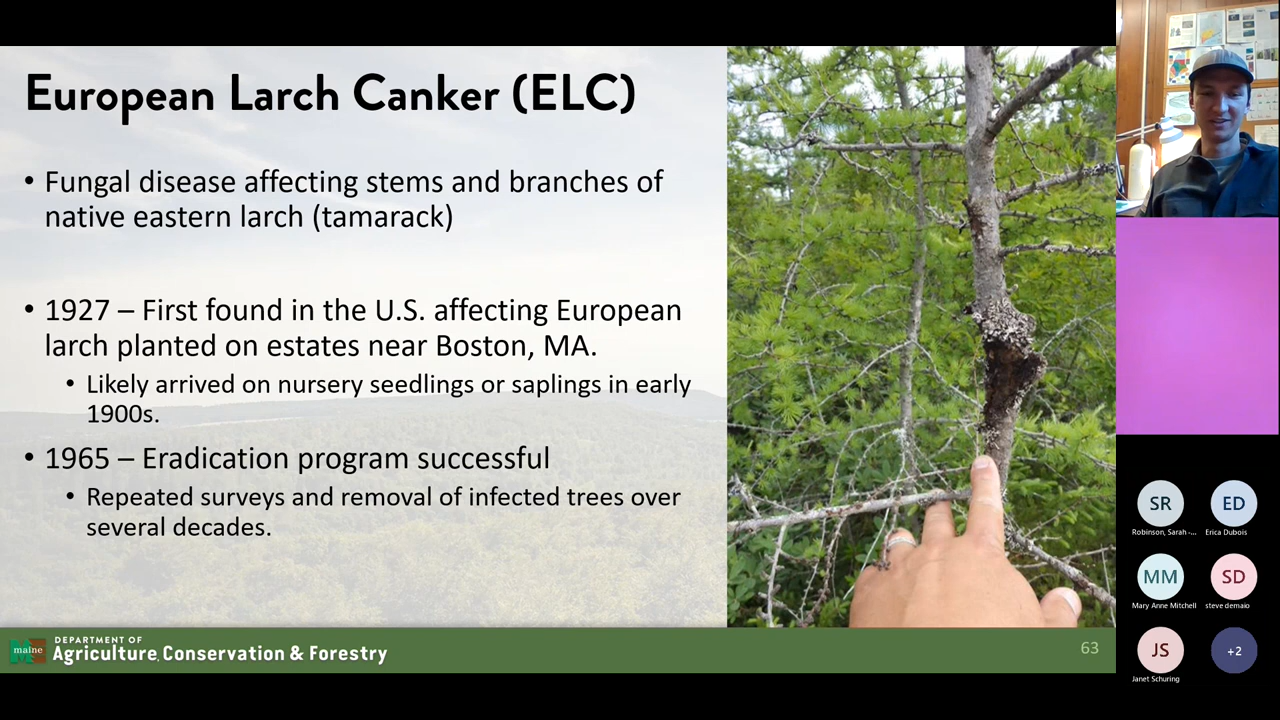 European Larch Canker (ELC)
• Fungal disease affecting stems and branches of
native eastern larch (tamarack)
• 1927 – First found in the U.S. affecting European
larch planted on estates near Boston, MA.
• Likely arrived on nursery seedlings or saplings in early
1900s.
• 1965 – Eradication program successful
• Repeated surveys and removal of infected trees over
several decades.
maine
DEPARTMENT OF
Agriculture, Conservation & Forestry
63
SR
ED
Robinson, Sarah -...
Erica Dubois
MM
SD
Mary Anne Mitchell
steve demaio
JS
+2
Janet Schuring